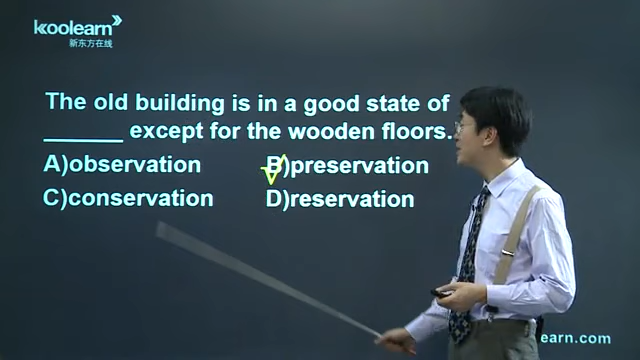 koolearn
新东方在线
The old building is in a good state of
______ except for the wooden floors.
A)observation B)preservation
C)conservation D)reservation
earn.com